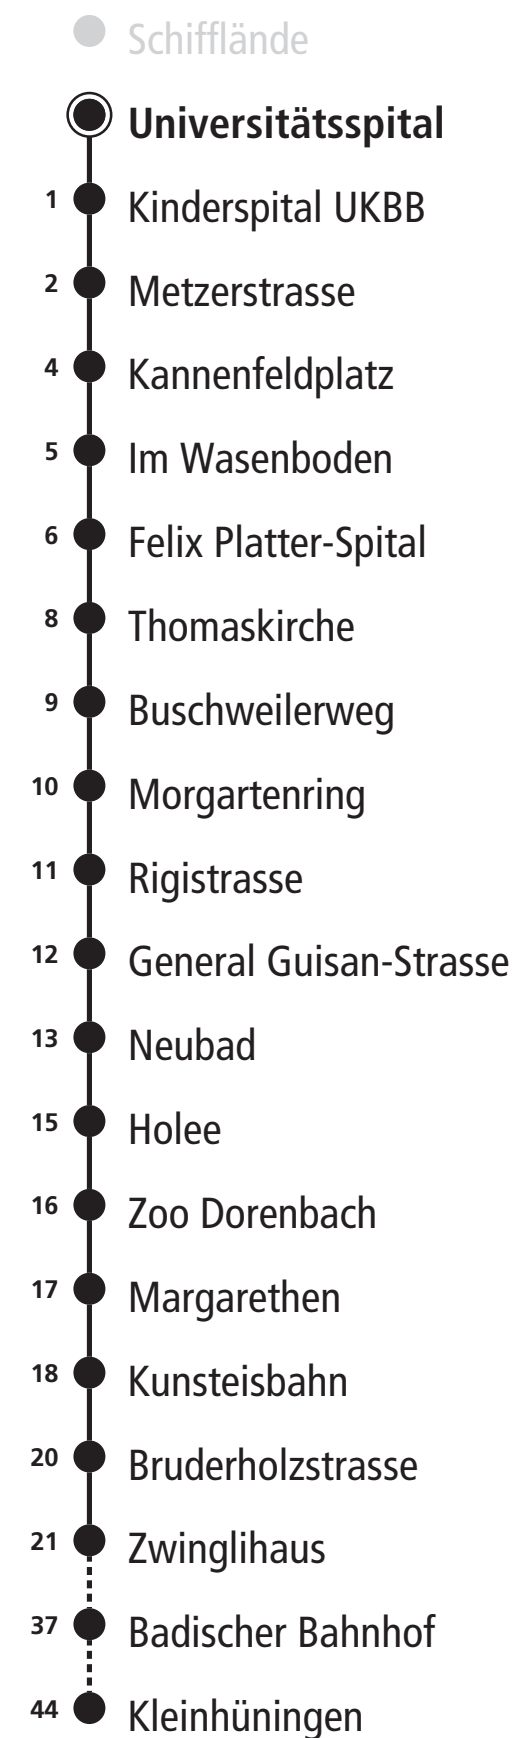 Schifflände
Universitätsspital
1 Kinderspital UKBB
2 Metzerstrasse
4 Kannenfeldplatz
5 Im Wasenboden
6 Felix Platter-Spital
8 Thomaskirche
9 Buschweilerweg
10 Morgartenring
11 Rigistrasse
12 General Guisan-Strasse
13 Neubad
15 Holee
16 Zoo Dorenbach
17 Margarethen
18 Kunsteisbahn
20 Bruderholzstrasse
21 Zwinglihaus
37 Badischer Bahnhof
44 Kleinhüningen